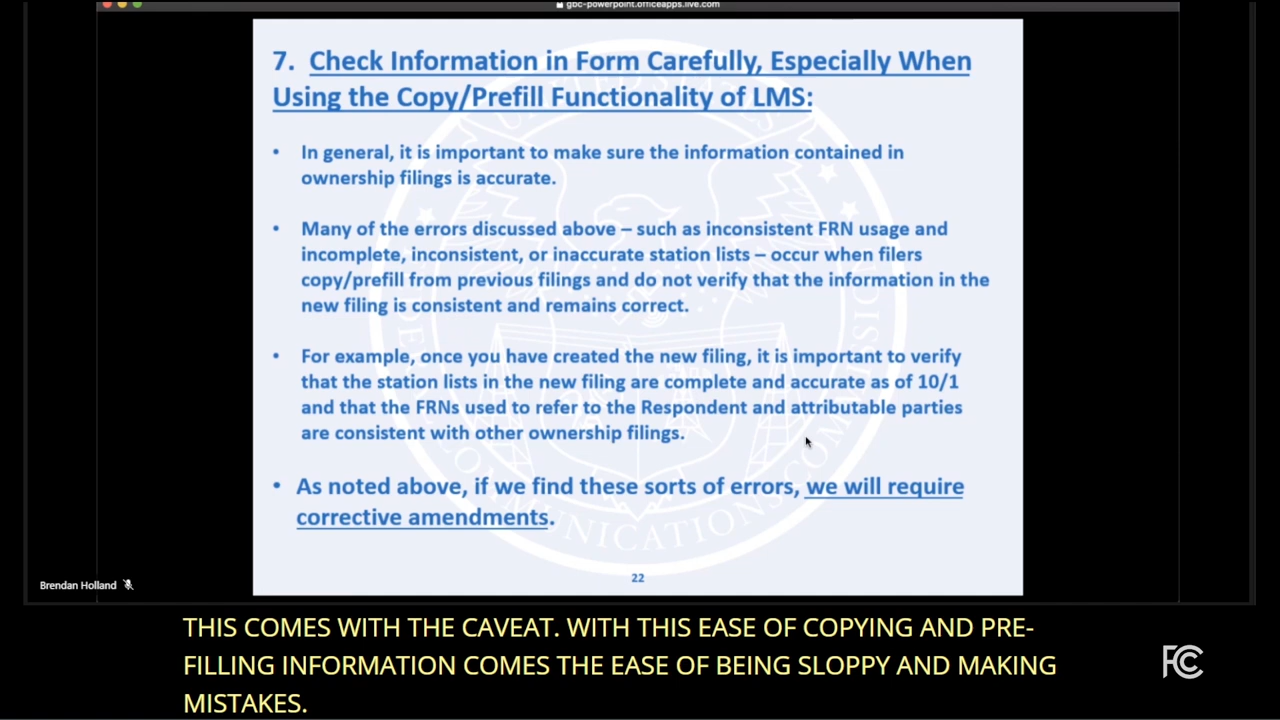 gbc-powerpoint.officeapps.live.com
7. Check Information in Form Carefully, Especially When
Using the Copy/Prefill Functionality of LMS:
• In general, it is important to make sure the information contained in
ownership filings is accurate.
• Many of the errors discussed above – such as inconsistent FRN usage and
incomplete, inconsistent, or inaccurate station lists – occur when filers
copy/prefill from previous filings and do not verify that the information in the
new filing is consistent and remains correct.
• For example, once you have created the new filing, it is important to verify
that the station lists in the new filing are complete and accurate as of 10/1
and that the FRNs used to refer to the Respondent and attributable parties
are consistent with other ownership filings.
• As noted above, if we find these sorts of errors, we will require
corrective amendments.
22
Brendan Holland
THIS COMES WITH THE CAVEAT. WITH THIS EASE OF COPYING AND PRE-
FILLING INFORMATION COMES THE EASE OF BEING SLOPPY AND MAKING
MISTAKES.
FCC